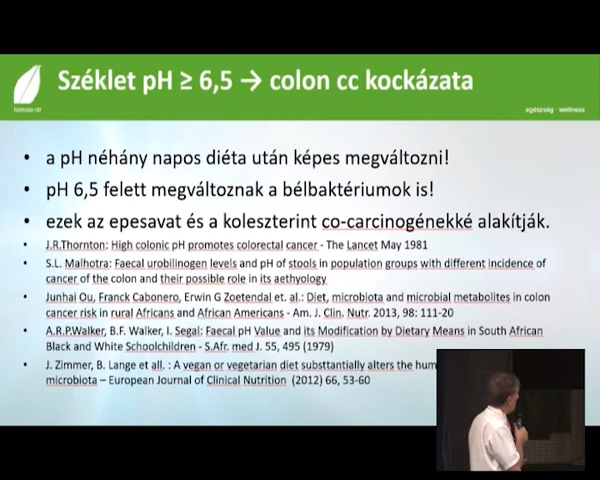 Széklet pH ≥ 6,5 → colon cc kockázata
tamasi·dr
egészség · wellness
• a pH néhány napos diéta után képes megváltozni!
• pH 6,5 felett megváltoznak a bélbaktériumok is!
• ezek az epesavat és a koleszterint co-carcinogénekké alakítják.
• J.R.Thornton: High colonic pH promotes colorectal cancer - The Lancet May 1981
• S.L. Malhotra: Faecal urobilinogen levels and pH of stools in population groups with different incidence of
cancer of the colon and their possible role in its aethyology
• Junhai Ou, Franck Cabonero, Erwin G Zoetendal et. al.: Diet, microbiota and microbial metabolites in colon
cancer risk in rural Africans and African Americans - Am. J. Clin. Nutr. 2013, 98: 111-20
• A.R.P.Walker, B.F. Walker, I. Segal: Faecal pH Value and its Modification by Dietary Means in South African
Black and White Schoolchildren - S.Afr. med J. 55, 495 (1979)
• J. Zimmer, B. Lange et all. : A vegan or vegetarian diet substtantially alters the hum
microbiota – European Journal of Clinical Nutrition (2012) 66, 53-60